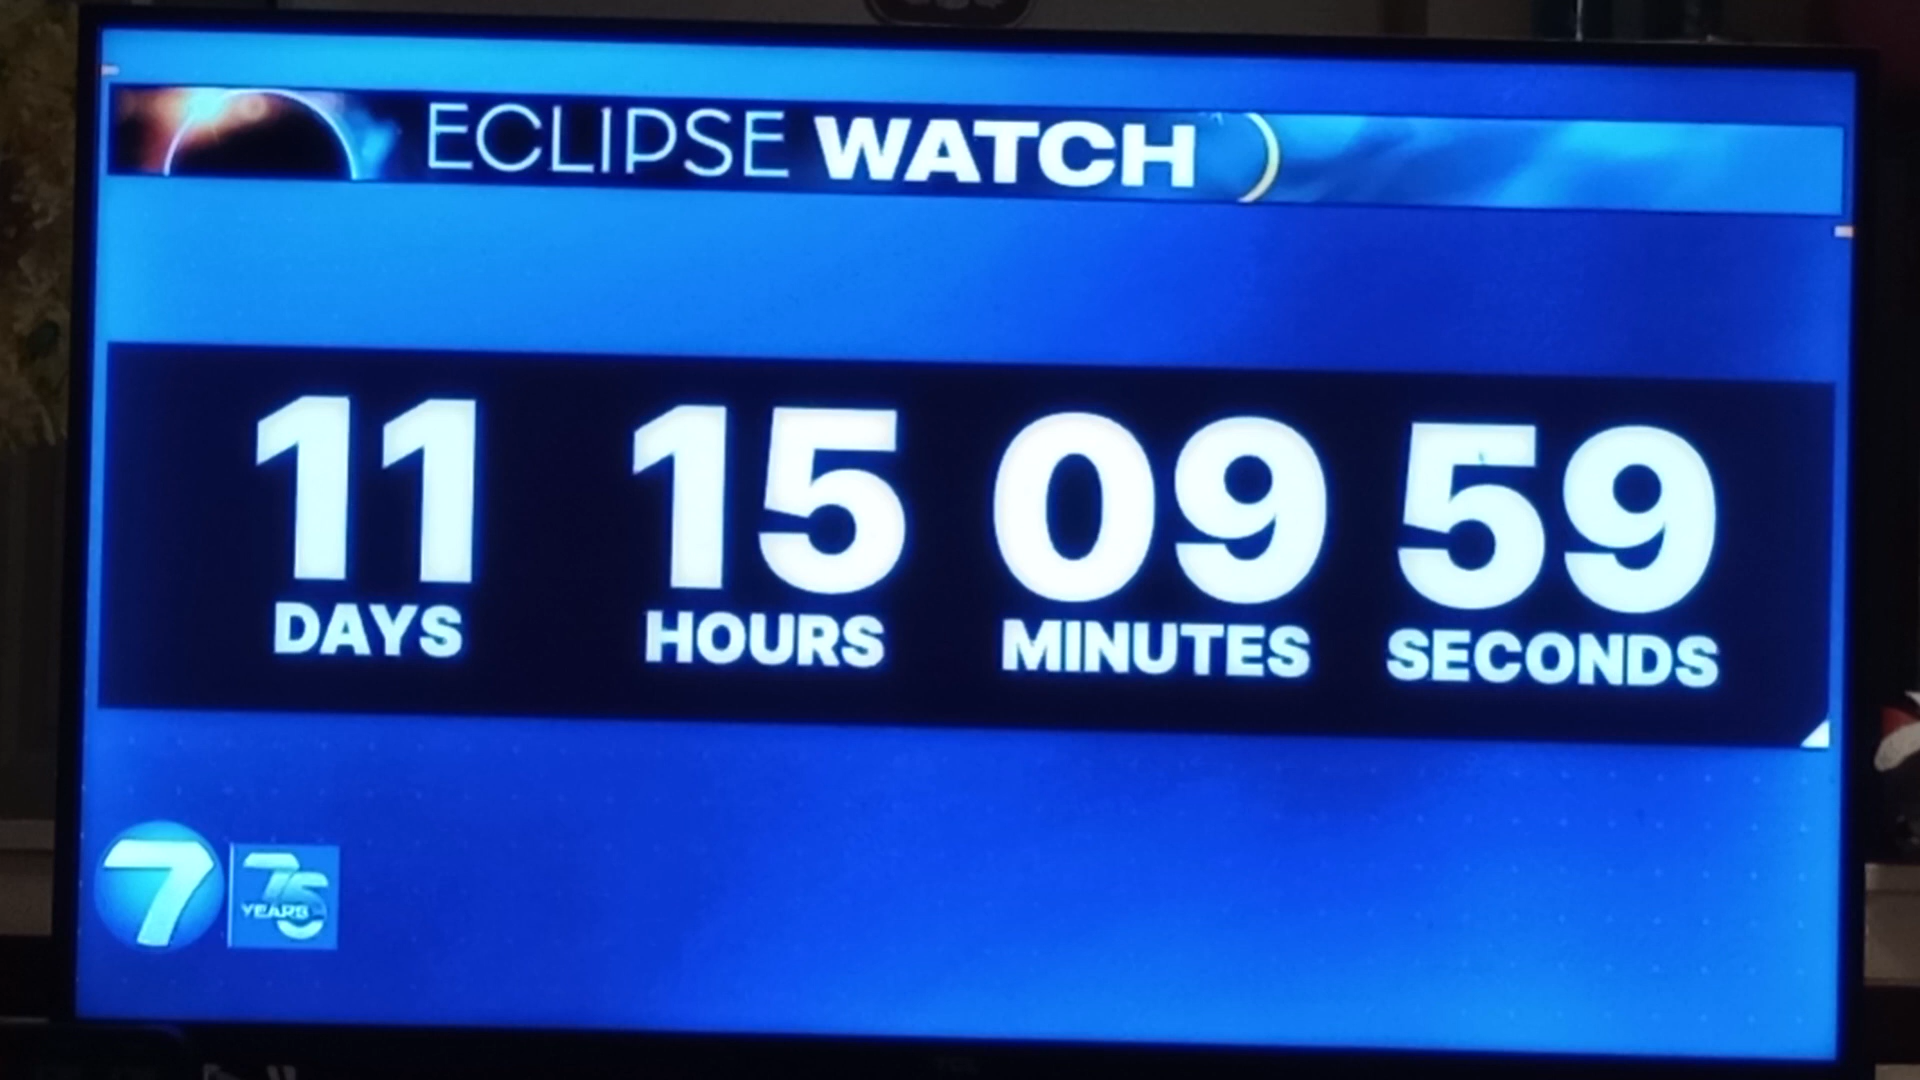 ECLIPSE WATCH
11 15 09 59
DAYS HOURS MINUTES SECONDS
7 75
YEARS